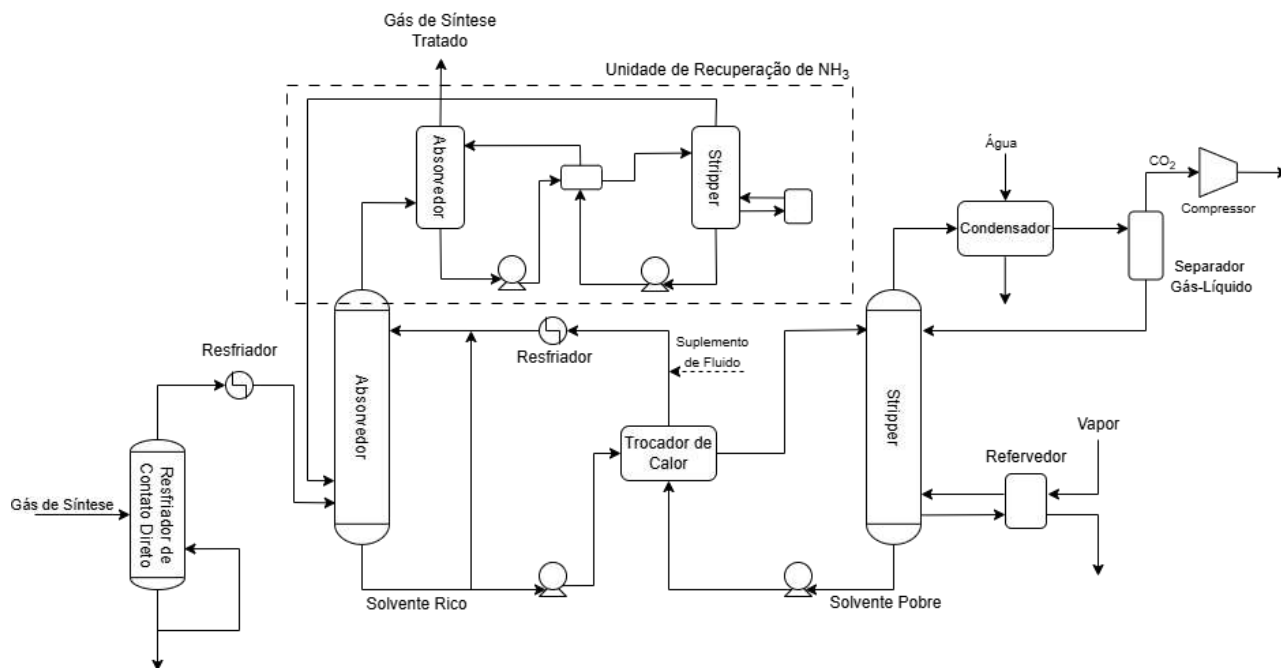 Gás de Síntese
Tratado
Unidade de Recuperação de NH3
Absorvedor
Stripper
Água
CO2
Condensador
Compressor
Separador
Gás-Líquido
Resfriador
Resfriador
Suplemento
de Fluido
Absorvedor
Stripper
Vapor
Trocador de
Calor
Refervedor
Gás de Síntese
Resfriador de
Contato Direto
Solvente Rico
Solvente Pobre